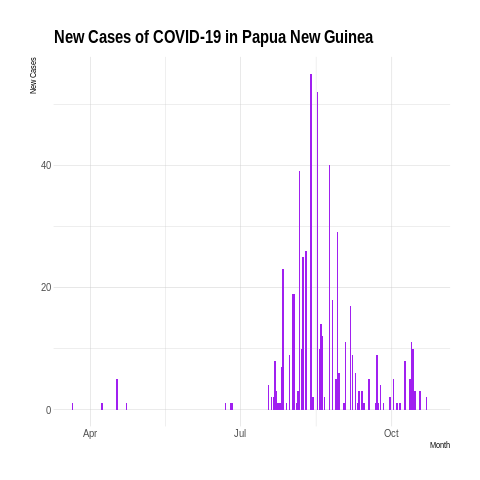 New Cases of COVID-19 in Papua New Guinea
New Cases
40
20
0
Apr Jul Oct
Month